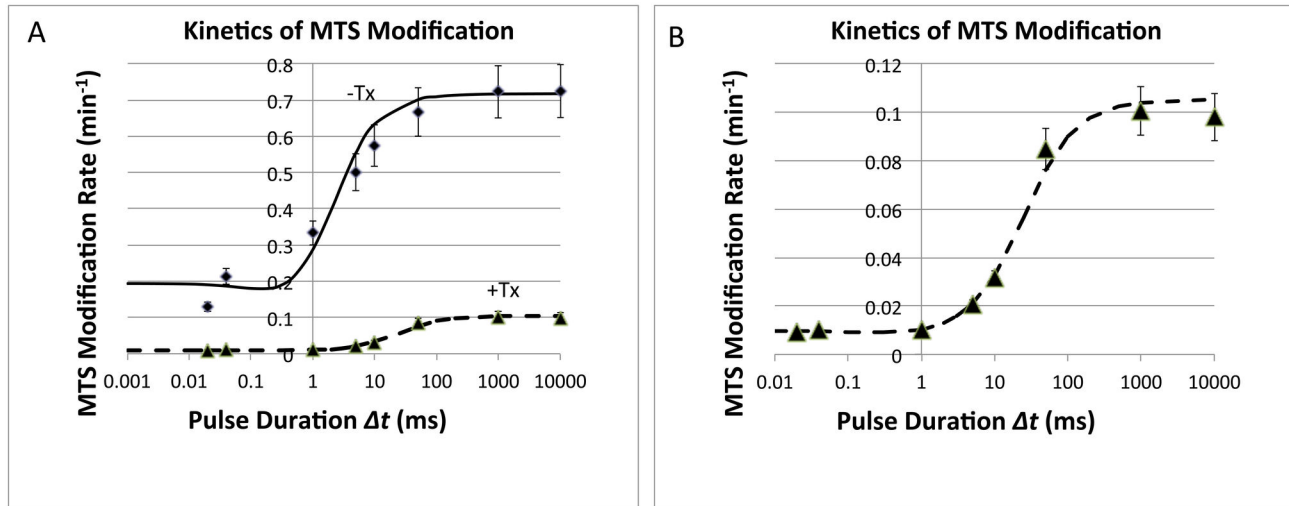 A
Kinetics of MTS Modification
MTS Modification Rate (min⁻¹)
0.8
0.7
0.6
0.5
0.4
0.3
0.2
0.1
0
-Tx
+Tx
0.001 0.01 0.1 1 10 100 1000 10000
Pulse Duration Δt (ms)
B
Kinetics of MTS Modification
MTS Modification Rate (min⁻¹)
0.12
0.1
0.08
0.06
0.04
0.02
0
0.01 0.1 1 10 100 1000 10000
Pulse Duration Δt (ms)